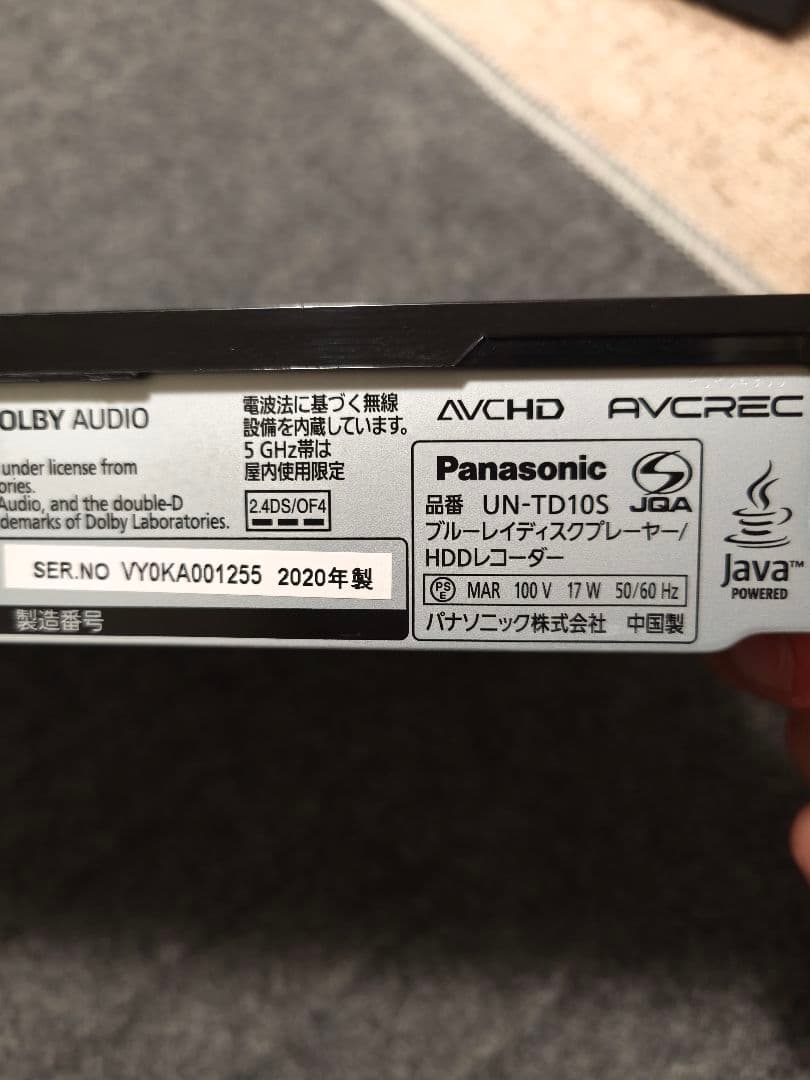 OLBY AUDIO
under license from
ories.
Audio, and the double-D
demarks of Dolby Laboratories.
電波法に基づく無線
設備を内蔵しています。
5 GHz帯は
屋内使用限定
2.4DS/OF4
SER.NO VY0KA001255 2020年製
製造番号
AVCHD
AVCREC
Panasonic
JQA
品番 UN-TD10S
ブルーレイディスクプレーヤー/
HDDレコーダー
PS E MAR 100 V 17 W 50/60 Hz
パナソニック株式会社 中国製
Java™
POWERED